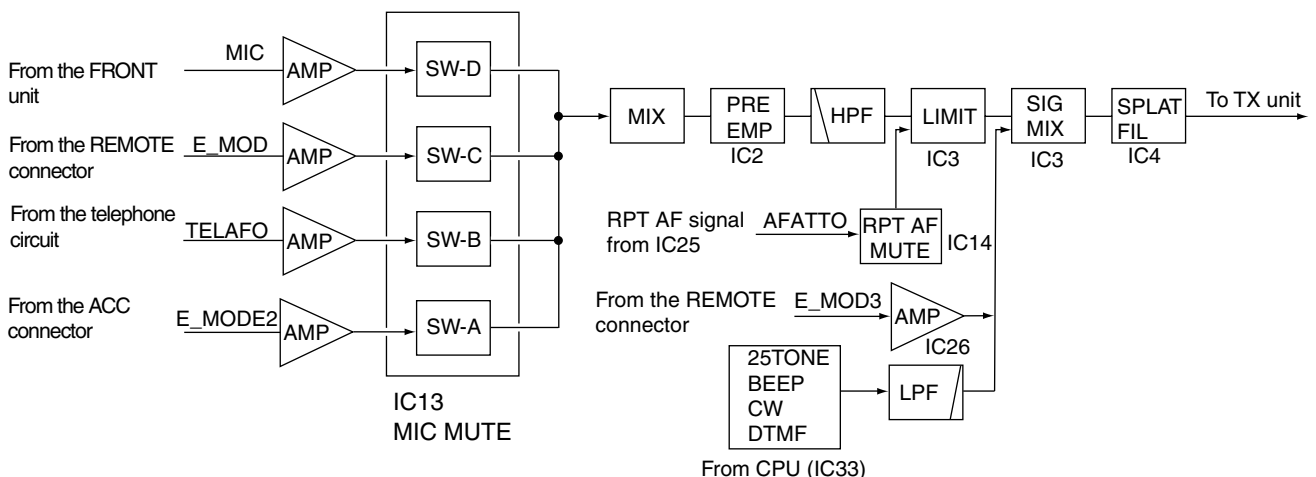 From the FRONT
unit
MIC
AMP
SW-D
From the REMOTE
connector
E_MOD
AMP
SW-C
From the telephone
circuit
TELAFO
AMP
SW-B
From the ACC
connector
E_MODE2
AMP
SW-A
IC13
MIC MUTE
MIX
PRE
EMP
IC2
HPF
LIMIT
IC3
SIG
MIX
IC3
SPLAT
FIL
IC4
To TX unit
RPT AF signal
from IC25
AFATTO
RPT AF
MUTE
IC14
From the REMOTE
connector
E_MOD3
AMP
IC26
25TONE
BEEP
CW
DTMF
LPF
From CPU (IC33)